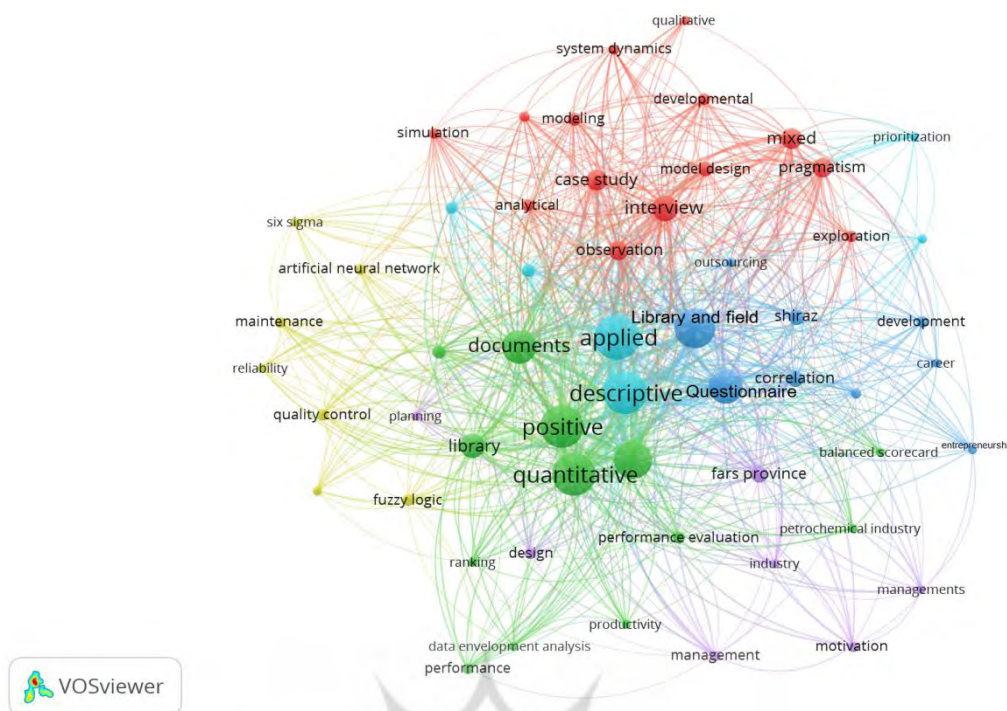 qualitative
system dynamics
developmental
modeling
simulation
mixed
prioritization
model design
pragmatism
case study
analytical
interview
six sigma
exploration
observation
outsourcing
artificial neural network
Library and field
shiraz
maintenance
development
applied
documents
career
reliability
correlation
descriptive
Questionnaire
quality control
planning
positive
entrepreneursh
library
balanced scorecard
quantitative
fars province
fuzzy logic
petrochemical industry
performance evaluation
design
ranking
industry
managements
productivity
data envelopment analysis
management
motivation
performance
VOSviewer